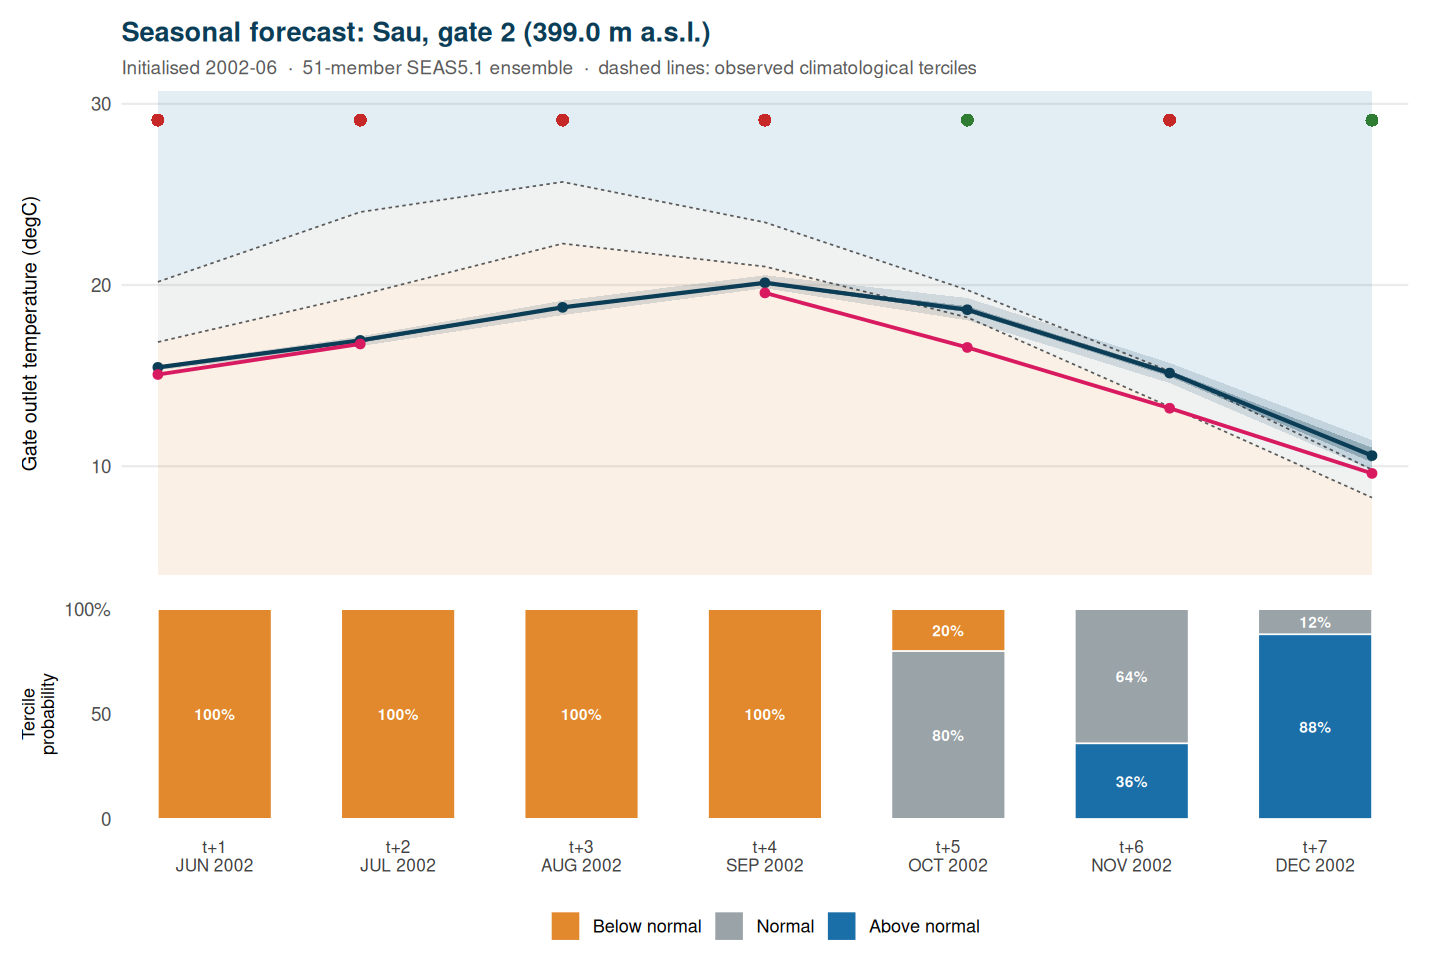 Seasonal forecast: Sau, gate 2 (399.0 m a.s.l.)
Initialised 2002-06 · 51-member SEAS5.1 ensemble · dashed lines: observed climatological terciles
Gate outlet temperature (degC)
30
20
10
Tercile
probability
100%
50
0
100%
100%
100%
100%
20%
80%
64%
36%
12%
88%
t+1
JUN 2002
t+2
JUL 2002
t+3
AUG 2002
t+4
SEP 2002
t+5
OCT 2002
t+6
NOV 2002
t+7
DEC 2002
Below normal
Normal
Above normal